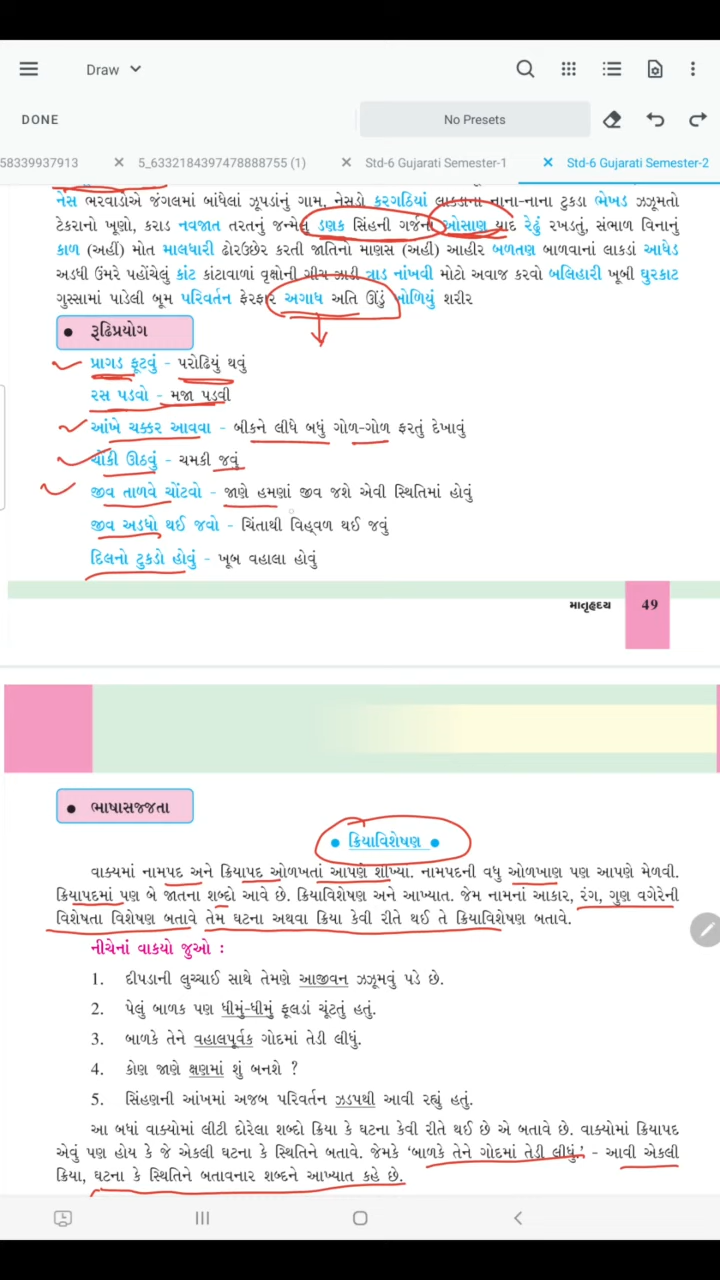 Draw
DONE
No Presets
58339937913
5_6332184397478888755 (1)
Std-6 Gujarati Semester-1
Std-6 Gujarati Semester-2
નેસ ભરવાડોએ જંગલમાં બાંધેલાં ઝૂપડાંનું ગામ, નેસડો કરગઠિયાં લાકડાના નાના-નાના ટુકડા ભેખડ ઝઝૂમતો
ટેકરાનો ખૂણો, કરાડ નવજાત તરતનું જન્મેલું ડણક સિંહની ગર્જના ઓસાણ યાદ રેઢું રખડતું, સંભાળ વિનાનું
કાળ (અહીં) મોત માલધારી ઢોરઉછેર કરતી જાતિનો માણસ (અહીં) આહીર બળતણ બાળવાનાં લાકડાં આધેડ
અડધી ઉંમરે પહોંચેલું કાંટ કાંટાવાળાં વૃક્ષોની ગીચ ઝાડી ત્રાડ નાંખવી મોટો અવાજ કરવો બલિહારી ખૂબી ઘુરકાટ
ગુસ્સામાં પાડેલી બૂમ પરિવર્તન ફેરફાર અગાધ અતિ ઊંડું ખોળિયું શરીર
● રૂઢિપ્રયોગ
પ્રાગડ ફૂટવું - પરોઢિયું થવું
રસ પડવો - મજા પડવી
આંખે ચક્કર આવવા - બીકને લીધે બધું ગોળ-ગોળ ફરતું દેખાવું
ચોંકી ઊઠવું - ચમકી જવું
જીવ તાળવે ચોંટવો - જાણે હમણાં જીવ જશે એવી સ્થિતિમાં હોવું
જીવ અડધો થઈ જવો - ચિંતાથી વિહ્‌વળ થઈ જવું
દિલનો ટુકડો હોવું - ખૂબ વહાલા હોવું
માતૃહૃદય 49
● ભાષાસજ્જતા
● ક્રિયાવિશેષણ ●
વાક્યમાં નામપદ અને ક્રિયાપદ ઓળખતાં આપણે શીખ્યા. નામપદની વધુ ઓળખાણ પણ આપણે મેળવી.
ક્રિયાપદમાં પણ બે જાતના શબ્દો આવે છે. ક્રિયાવિશેષણ અને આખ્યાત. જેમ નામનાં આકાર, રંગ, ગુણ વગેરેની
વિશેષતા વિશેષણ બતાવે તેમ ઘટના અથવા ક્રિયા કેવી રીતે થઈ તે ક્રિયાવિશેષણ બતાવે.
નીચેનાં વાક્યો જુઓ :
1. દીપડાની લુચ્ચાઈ સાથે તેમણે આજીવન ઝઝૂમવું પડે છે.
2. પેલું બાળક પણ ધીમું-ધીમું ફૂલડાં ચૂંટતું હતું.
3. બાળકે તેને વહાલપૂર્વક ગોદમાં તેડી લીધું.
4. કોણ જાણે ક્ષણમાં શું બનશે ?
5. સિંહણની આંખમાં અજબ પરિવર્તન ઝડપથી આવી રહ્યું હતું.
આ બધાં વાક્યોમાં લીટી દોરેલા શબ્દો ક્રિયા કે ઘટના કેવી રીતે થઈ છે એ બતાવે છે. વાક્યોમાં ક્રિયાપદ
એવું પણ હોય કે જે એકલી ઘટના કે સ્થિતિને બતાવે. જેમકે ‘બાળકે તેને ગોદમાં તેડી લીધું.’ - આવી એકલી
ક્રિયા, ઘટના કે સ્થિતિને બતાવનાર શબ્દને આખ્યાત કહે છે.